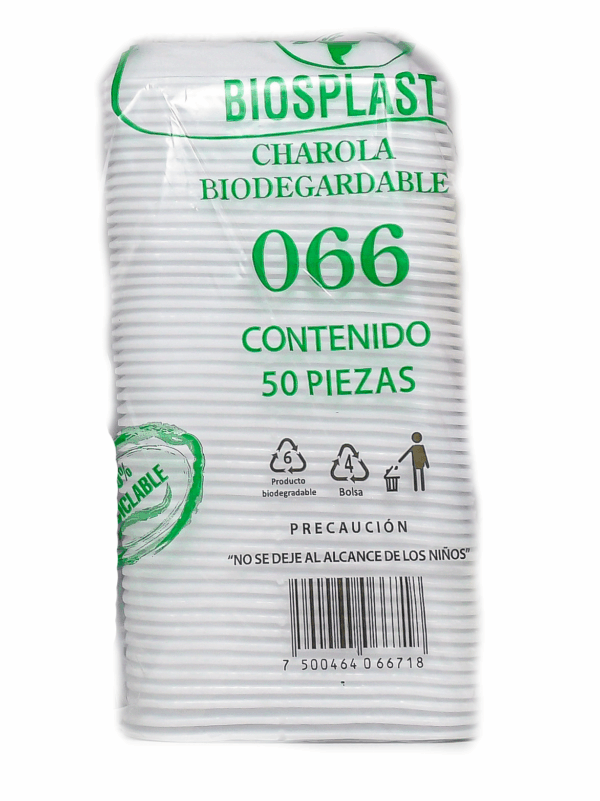 BIOSPLAST
CHAROLA
BIODEGARDABLE
066
CONTENIDO
50 PIEZAS
6
Producto
biodegradable
4
Bolsa
PRECAUCIÓN
“NO SE DEJE AL ALCANCE DE LOS NIÑOS”
7 500464 066718